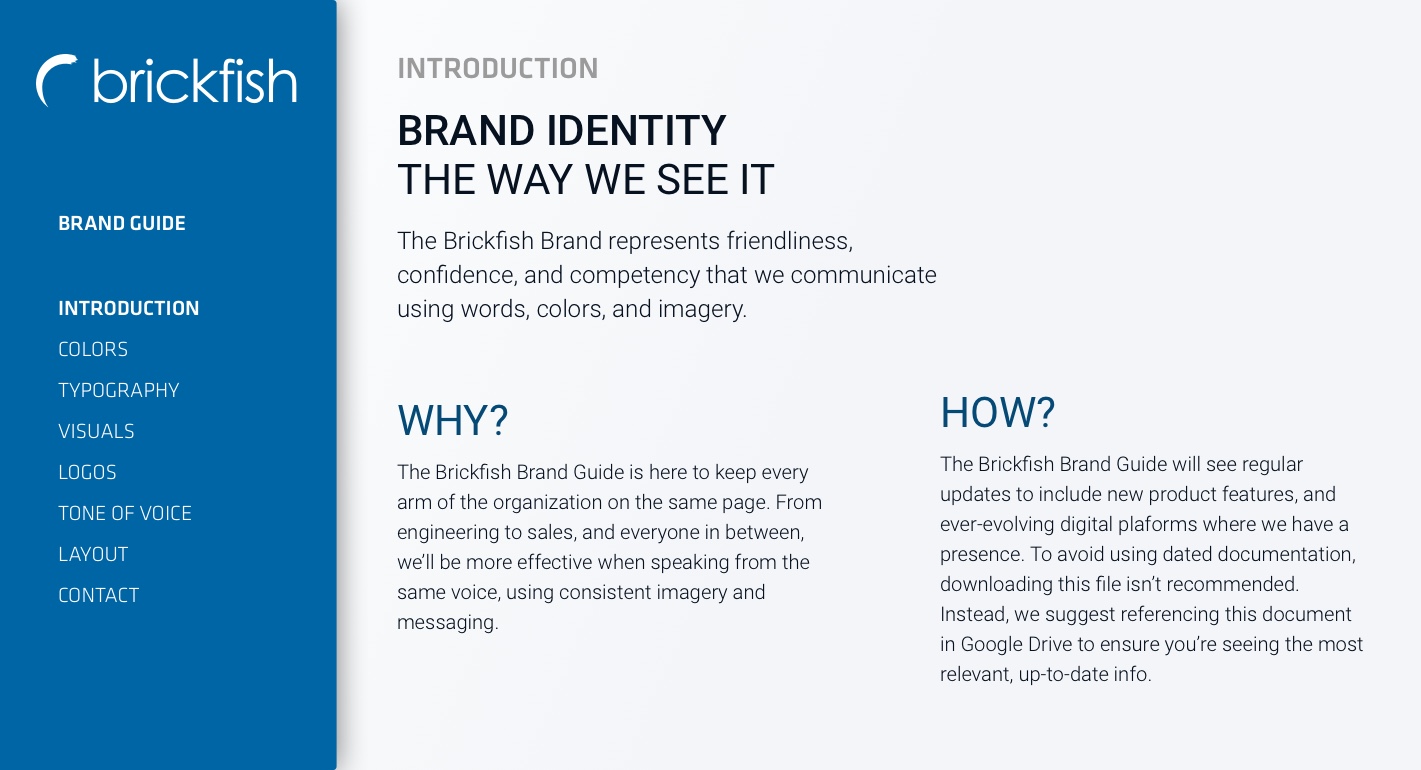 brickfish
BRAND GUIDE
INTRODUCTION
COLORS
TYPOGRAPHY
VISUALS
LOGOS
TONE OF VOICE
LAYOUT
CONTACT
INTRODUCTION
BRAND IDENTITY
THE WAY WE SEE IT
The Brickfish Brand represents friendliness,
confidence, and competency that we communicate
using words, colors, and imagery.
WHY?
The Brickfish Brand Guide is here to keep every
arm of the organization on the same page. From
engineering to sales, and everyone in between,
we’ll be more effective when speaking from the
same voice, using consistent imagery and
messaging.
HOW?
The Brickfish Brand Guide will see regular
updates to include new product features, and
ever-evolving digital plaforms where we have a
presence. To avoid using dated documentation,
downloading this file isn’t recommended.
Instead, we suggest referencing this document
in Google Drive to ensure you’re seeing the most
relevant, up-to-date info.